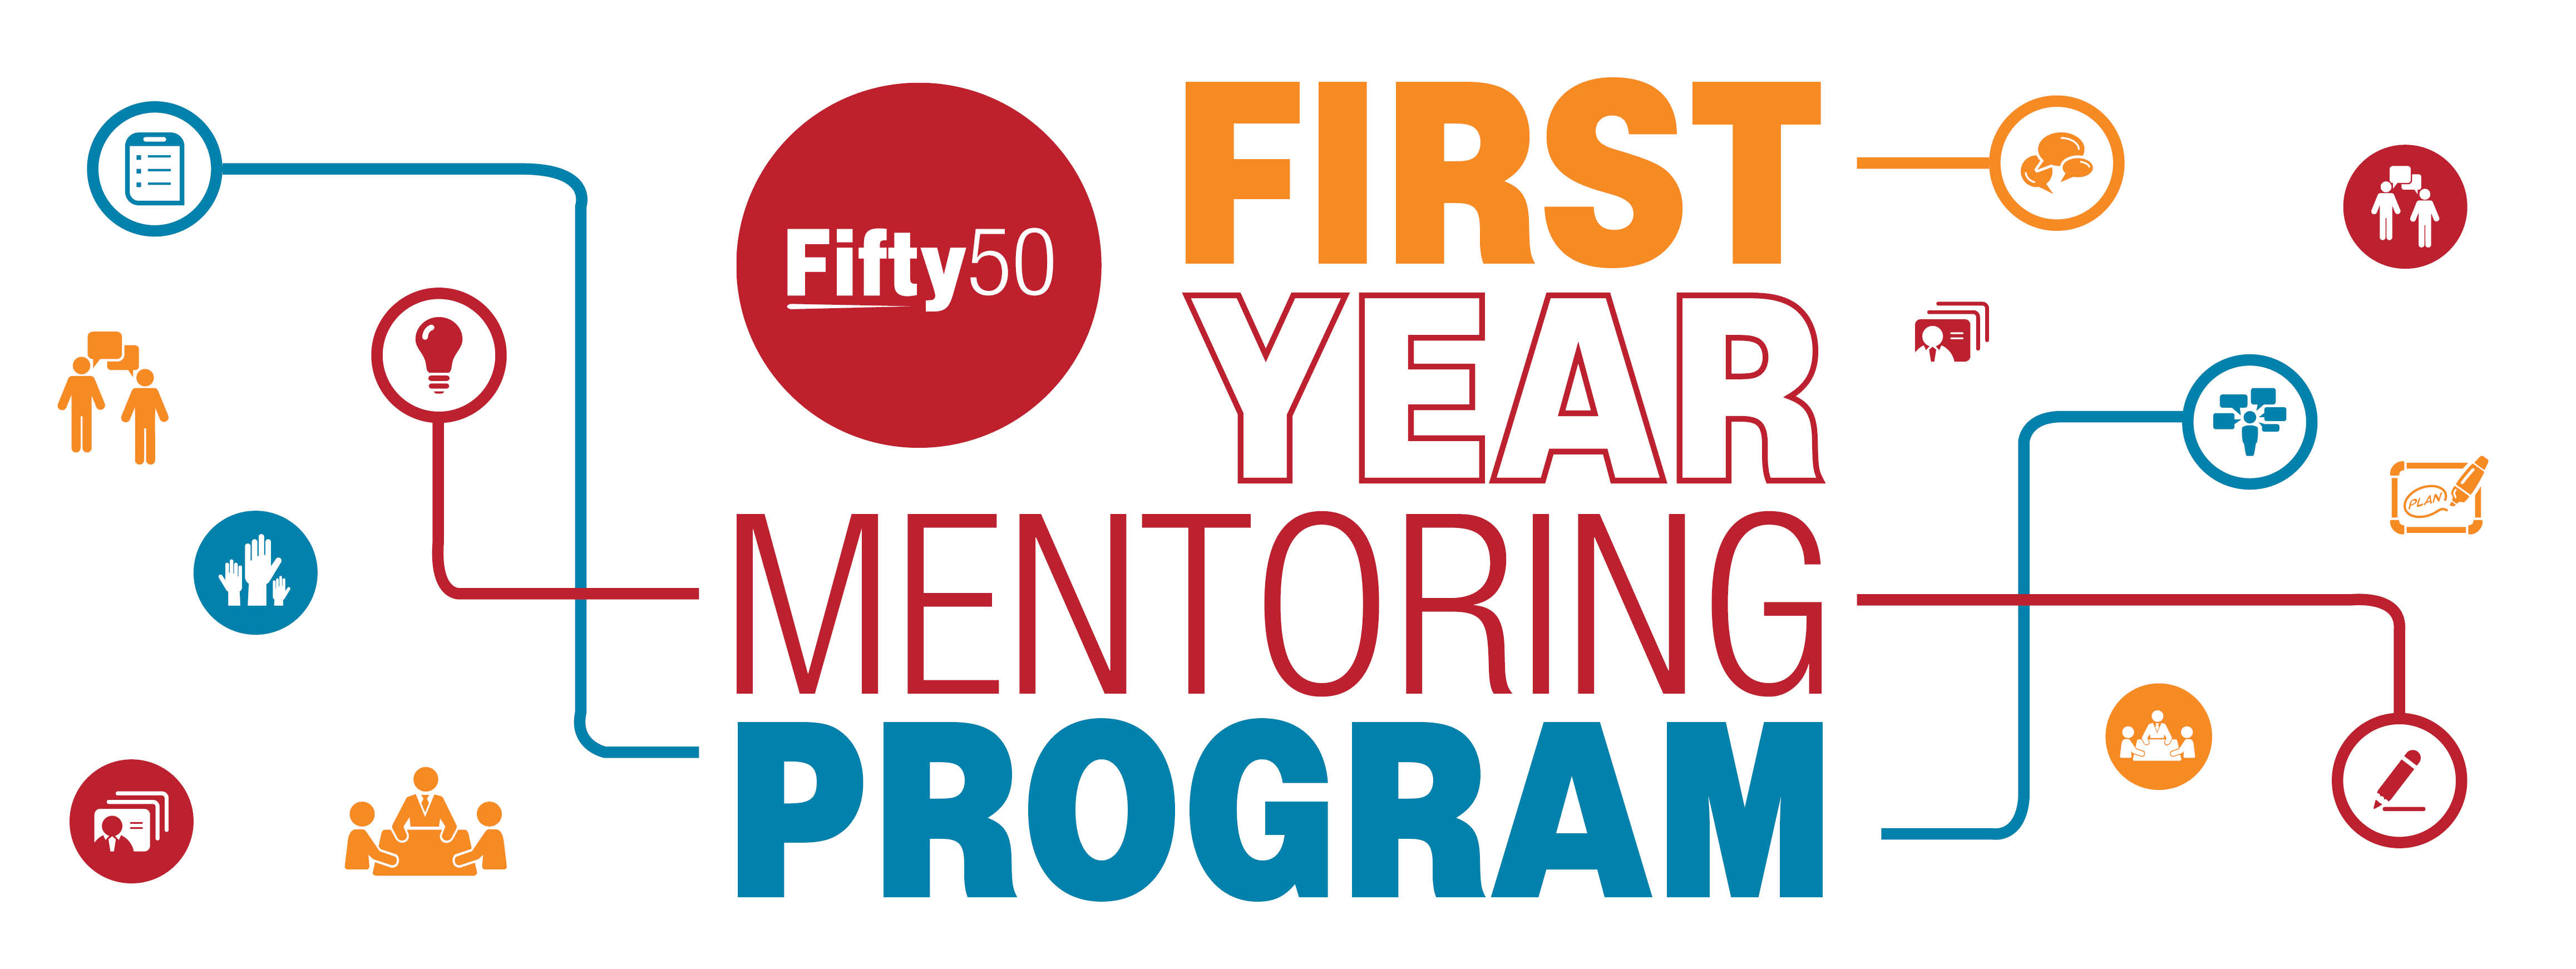 Fifty50
FIRST
YEAR
MENTORING
PROGRAM
PLAN